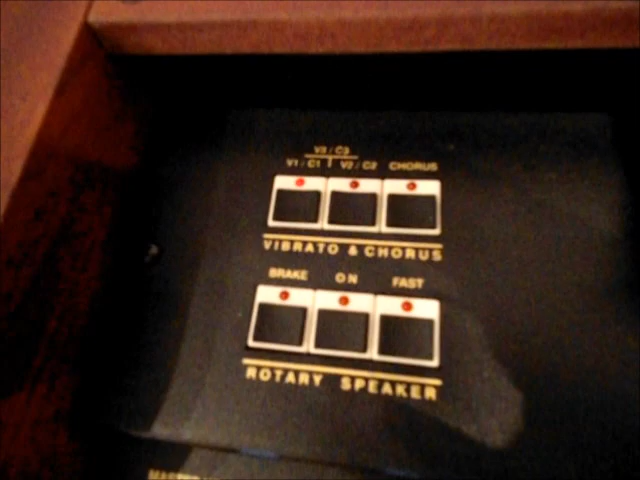 V3 / C3
V1 / C1 V2 / C2 CHORUS
VIBRATO & CHORUS
BRAKE ON FAST
ROTARY SPEAKER